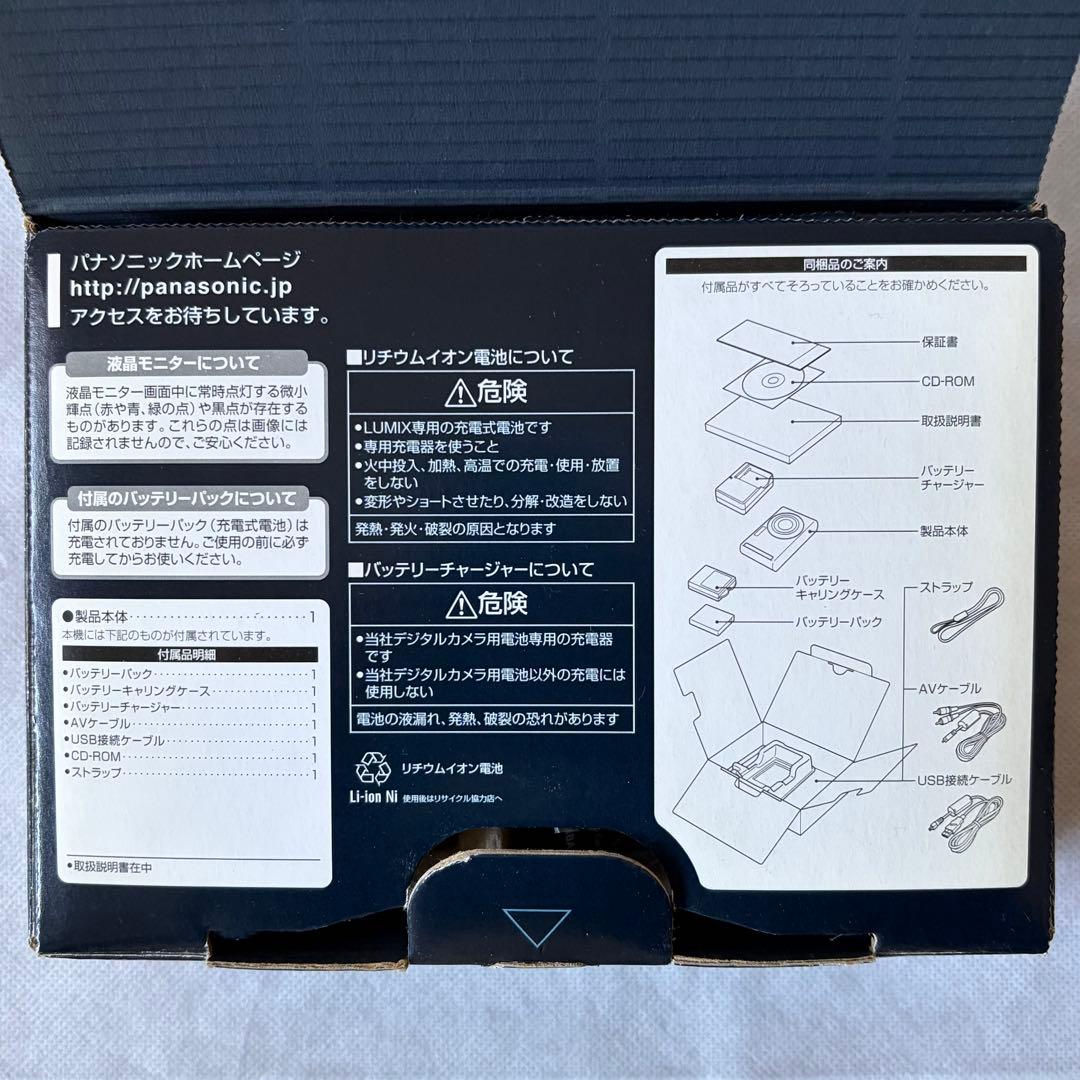 パナソニックホームページ
http://panasonic.jp
アクセスをお待ちしています。
液晶モニターについて
液晶モニター画面中に常時点灯する微小
輝点(赤や青、緑の点)や黒点が存在する
ものがあります。これらの点は画像には
記録されませんので、ご安心ください。
付属のバッテリーパックについて
付属のバッテリーパック(充電式電池)は
充電されておりません。ご使用の前に必ず
充電してからお使いください。
●製品本体‥‥‥‥‥‥‥‥‥‥1
本機には下記のものが付属されています。
付属品明細
•バッテリーパック‥‥‥‥‥‥‥‥1
•バッテリーキャリングケース‥‥‥‥1
•バッテリーチャージャー‥‥‥‥‥‥1
•AVケーブル‥‥‥‥‥‥‥‥‥‥1
•USB接続ケーブル‥‥‥‥‥‥‥‥1
•CD-ROM‥‥‥‥‥‥‥‥‥‥‥1
•ストラップ‥‥‥‥‥‥‥‥‥‥‥1
•取扱説明書在中
■リチウムイオン電池について
⚠危険
•LUMIX専用の充電式電池です
•専用充電器を使うこと
•火中投入、加熱、高温での充電・使用・放置
をしない
•変形やショートさせたり、分解・改造をしない
発熱・発火・破裂の原因となります
■バッテリーチャージャーについて
⚠危険
•当社デジタルカメラ用電池専用の充電器
です
•当社デジタルカメラ用電池以外の充電には
使用しない
電池の液漏れ、発熱、破裂の恐れがあります
リチウムイオン電池
Li-ion Ni 使用後はリサイクル協力店へ
同梱品のご案内
付属品がすべてそろっていることをお確かめください。
保証書
CD-ROM
取扱説明書
バッテリー
チャージャー
製品本体
バッテリー
キャリングケース
バッテリーパック
ストラップ
AVケーブル
USB接続ケーブル